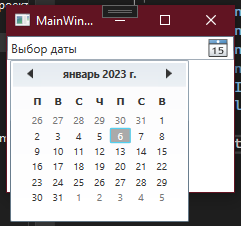 MainWin...
Выбор даты
15
январь 2023 г.
П В С Ч П С В
26 27 28 29 30 31 1
2 3 4 5 6 7 8
9 10 11 12 13 14 15
16 17 18 19 20 21 22
23 24 25 26 27 28 29
30 31 1 2 3 4 5